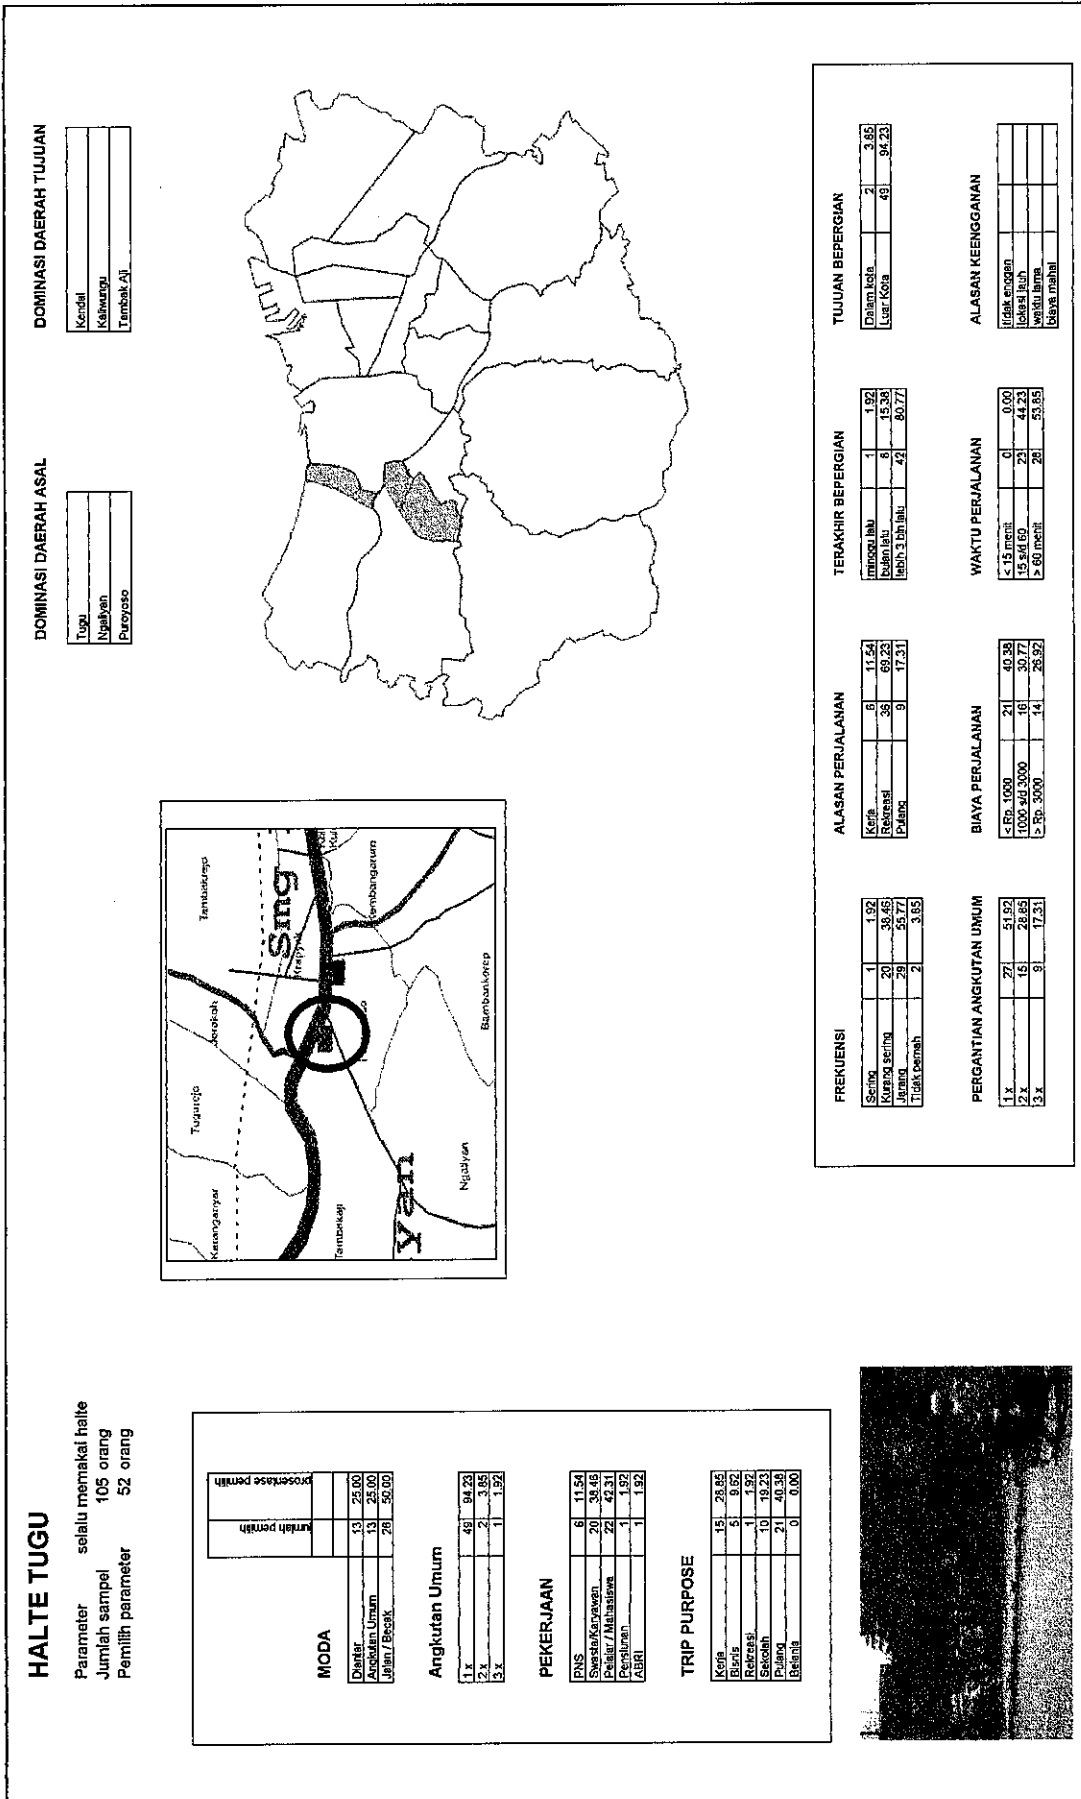 HALTE TUGU
Parameter selalu memakai halte
Jumlah sampel 105 orang
Pemilih parameter 52 orang
jumlah pemilih prosentase pemilih
MODA
Diantar 13 25.00
Angkutan Umum 13 25.00
Jalan / Becak 26 50.00
Angkutan Umum
1 x 49 94.23
2 x 2 3.85
3 x 1 1.92
PEKERJAAN
PNS 6 11.54
Swasta/Karyawan 20 38.46
Pelajar / Mahasiswa 22 42.31
Pensiunan 1 1.92
ABRI 1 1.92
TRIP PURPOSE
Kerja 15 28.85
Bisnis 5 9.62
Rekreasi 1 1.92
Sekolah 10 19.23
Pulang 21 40.38
Belanja 0 0.00
Karanganyar
Tugurejo
Jerakah
Tambakrejo
Smg
Krapyak
Kembangarum
Tambakaji
yan
Ngaliyan
Bambankerep
DOMINASI DAERAH ASAL
Tugu
Ngaliyan
Puroyoso
DOMINASI DAERAH TUJUAN
Kendal
Kaliwungu
Tambak Aji
FREKUENSI
Sering 1 1.92
Kurang sering 20 38.46
Jarang 29 55.77
Tidak pernah 2 3.85
ALASAN PERJALANAN
Kerja 6 11.54
Rekreasi 36 69.23
Pulang 9 17.31
TERAKHIR BEPERGIAN
minggu lalu 1 1.92
bulan lalu 8 15.38
lebih 3 bln lalu 42 80.77
TUJUAN BEPERGIAN
Dalam kota 2 3.85
Luar Kota 49 94.23
PERGANTIAN ANGKUTAN UMUM
1 x 27 51.92
2 x 15 28.85
3 x 9 17.31
BIAYA PERJALANAN
< Rp. 1000 21 40.38
1000 s/d 3000 16 30.77
> Rp. 3000 14 26.92
WAKTU PERJALANAN
< 15 menit 0 0.00
15 s/d 60 23 44.23
> 60 menit 28 53.85
ALASAN KEENGGANAN
tidak enggan
lokasi jauh
waktu lama
biaya mahal